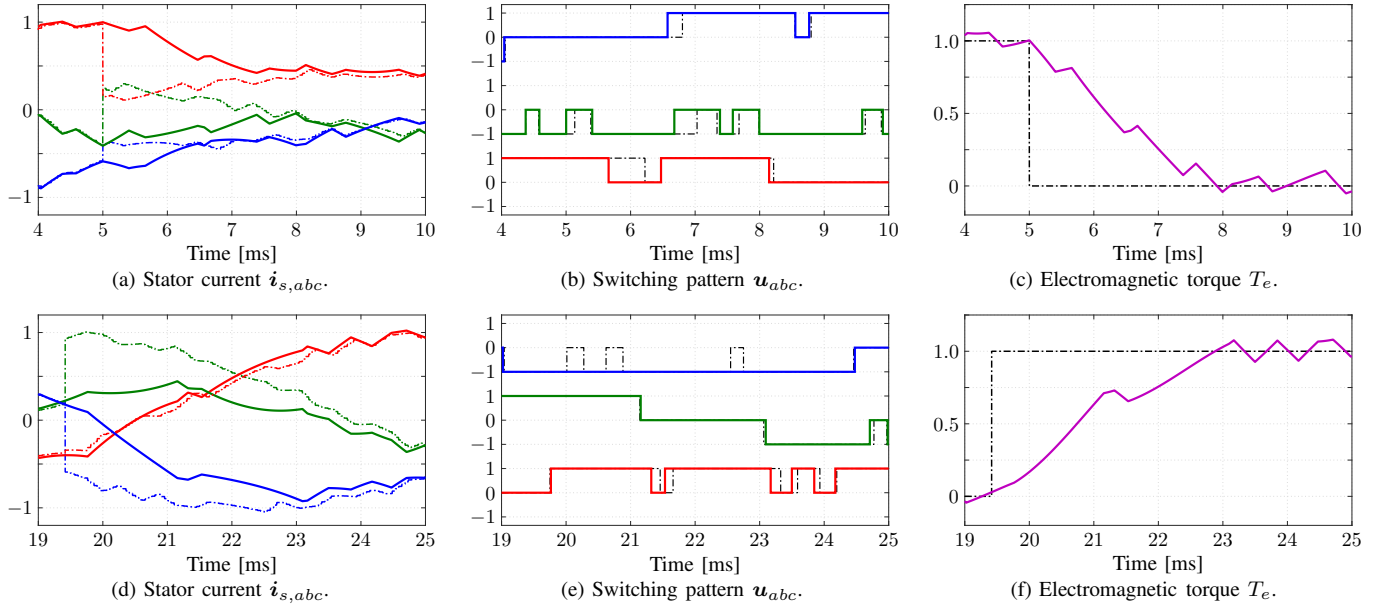 1
0
−1
4 5 6 7 8 9 10
Time [ms]
(a) Stator current i_{s,abc}.
1
0
−1
1
0
−1
1
0
−1
4 5 6 7 8 9 10
Time [ms]
(b) Switching pattern u_{abc}.
1.0
0.5
0
4 5 6 7 8 9 10
Time [ms]
(c) Electromagnetic torque T_e.
1
0
−1
19 20 21 22 23 24 25
Time [ms]
(d) Stator current i_{s,abc}.
1
0
−1
1
0
−1
1
0
−1
19 20 21 22 23 24 25
Time [ms]
(e) Switching pattern u_{abc}.
1.0
0.5
0
19 20 21 22 23 24 25
Time [ms]
(f) Electromagnetic torque T_e.